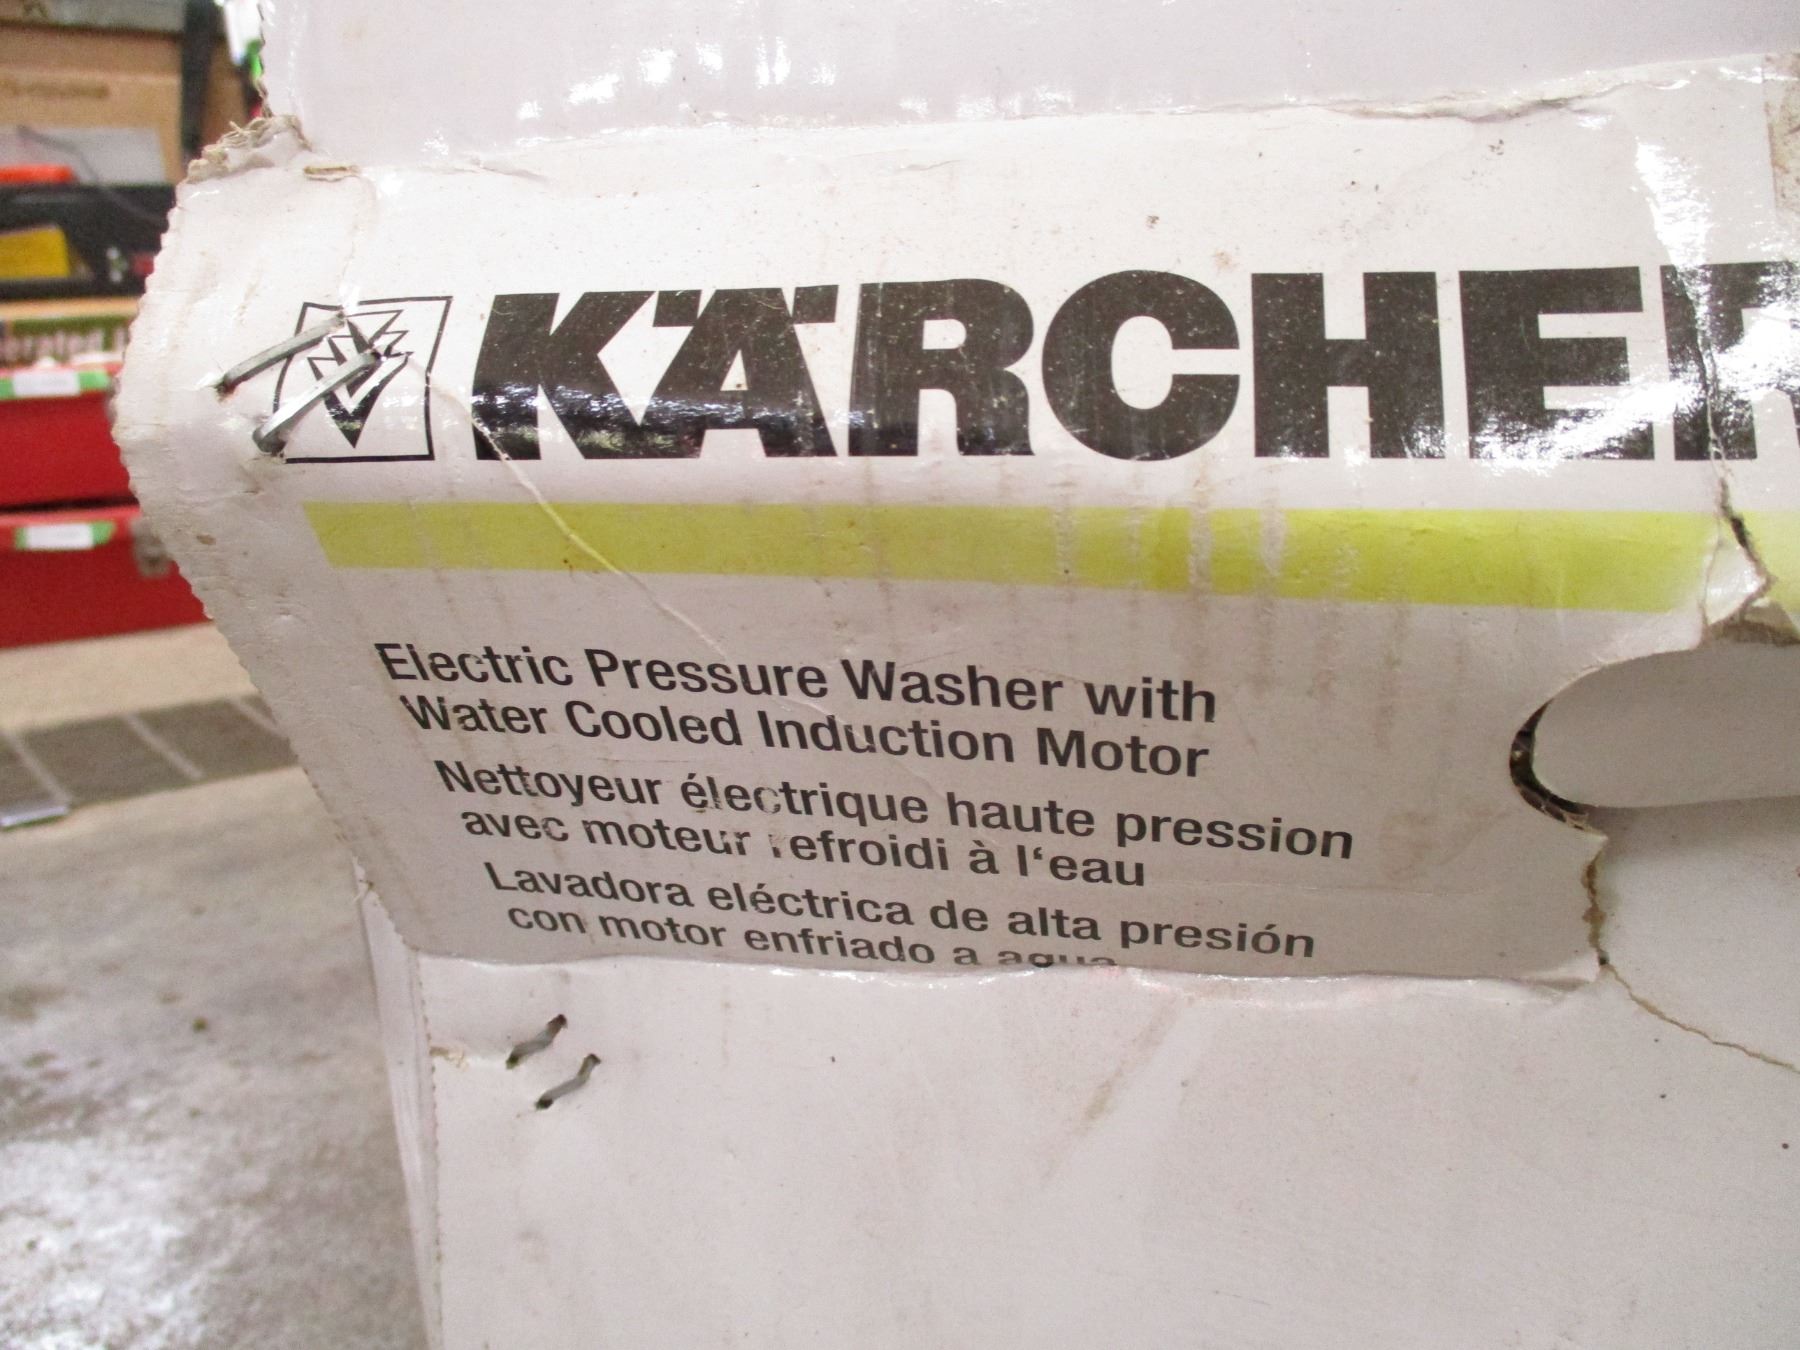 KÄRCHER
Electric Pressure Washer with
Water Cooled Induction Motor
Nettoyeur électrique haute pression
avec moteur refroidi à l‘eau
Lavadora eléctrica de alta presión
con motor enfriado a agua